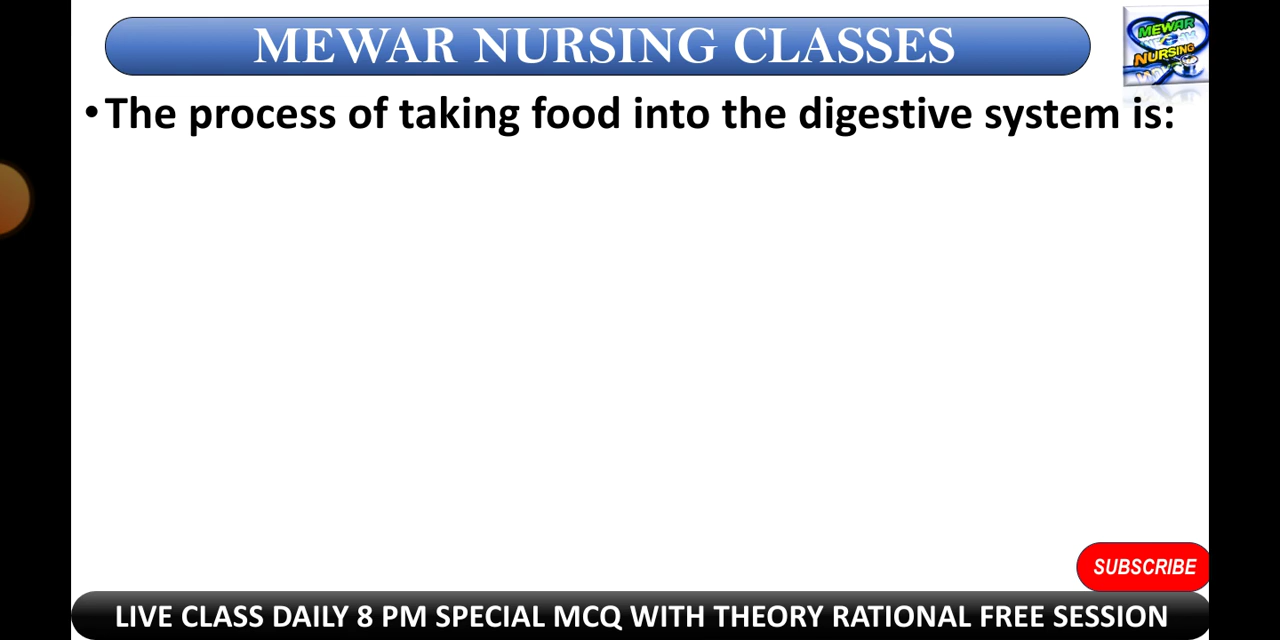 MEWAR NURSING CLASSES
MEWAR
NURSING
• The process of taking food into the digestive system is:
SUBSCRIBE
LIVE CLASS DAILY 8 PM SPECIAL MCQ WITH THEORY RATIONAL FREE SESSION